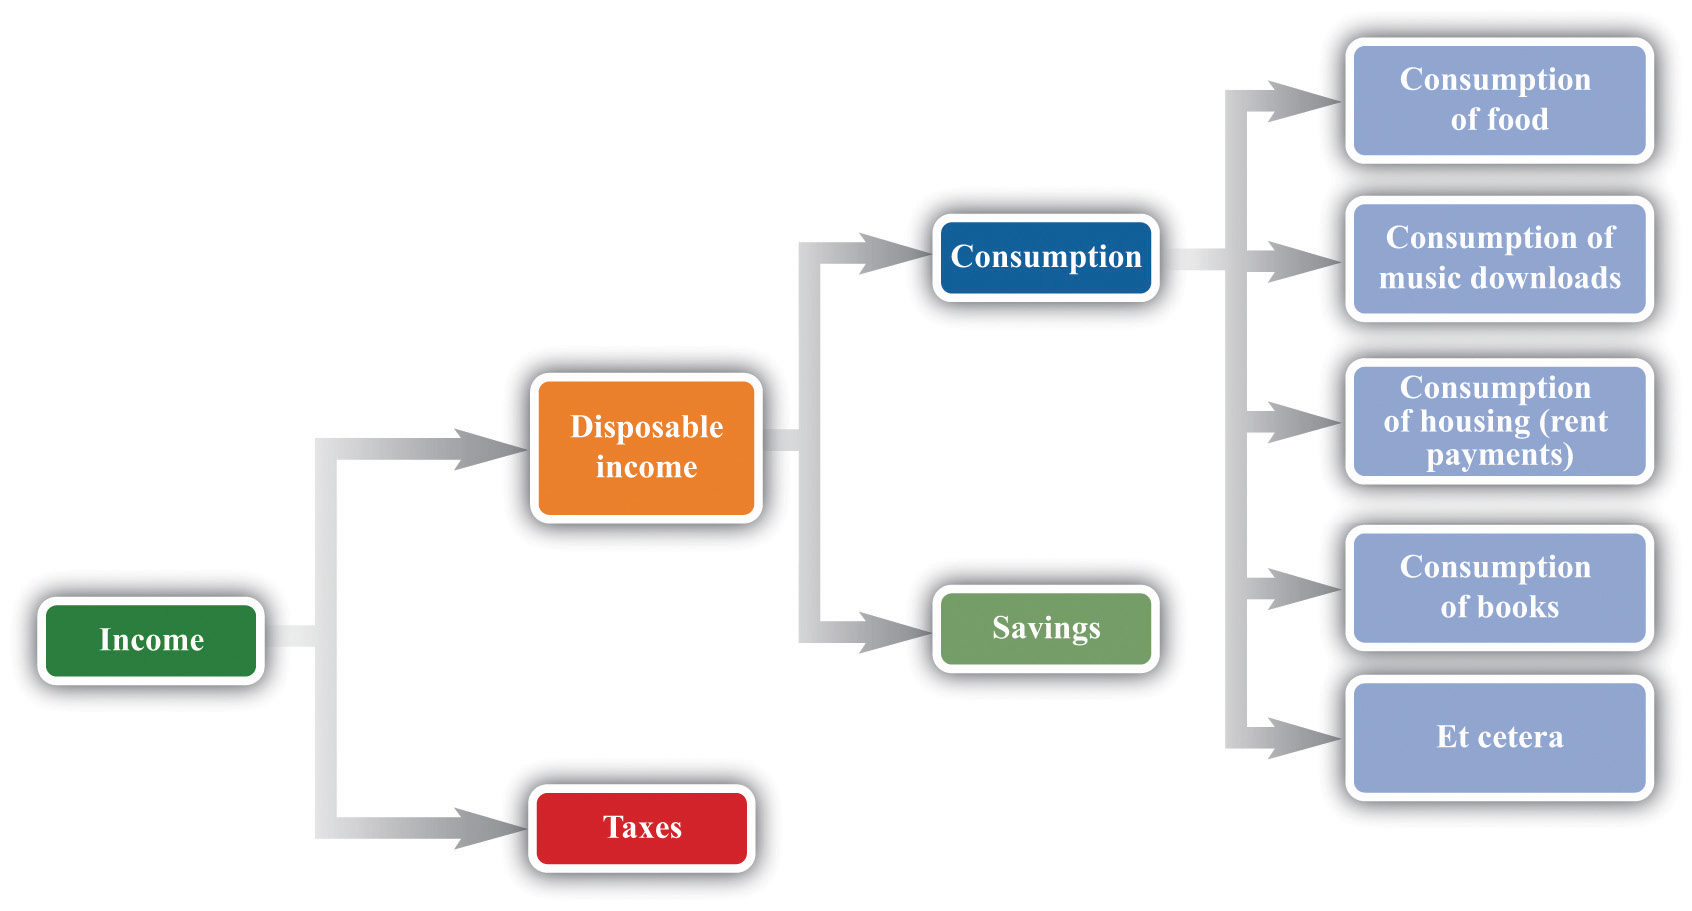 Income
Disposable
income
Taxes
Consumption
Savings
Consumption
of food
Consumption of
music downloads
Consumption
of housing (rent
payments)
Consumption
of books
Et cetera